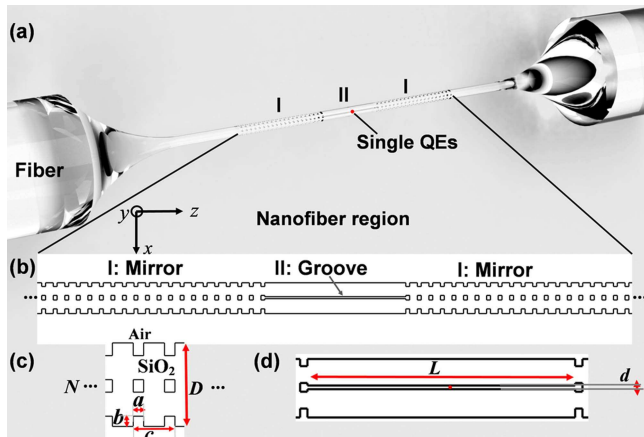 (a)
I II I
Single QEs
Fiber
y z
x
Nanofiber region
(b) I: Mirror II: Groove I: Mirror
... ...
(c) Air (d)
SiO₂ L
N ... a D ... d
b
c